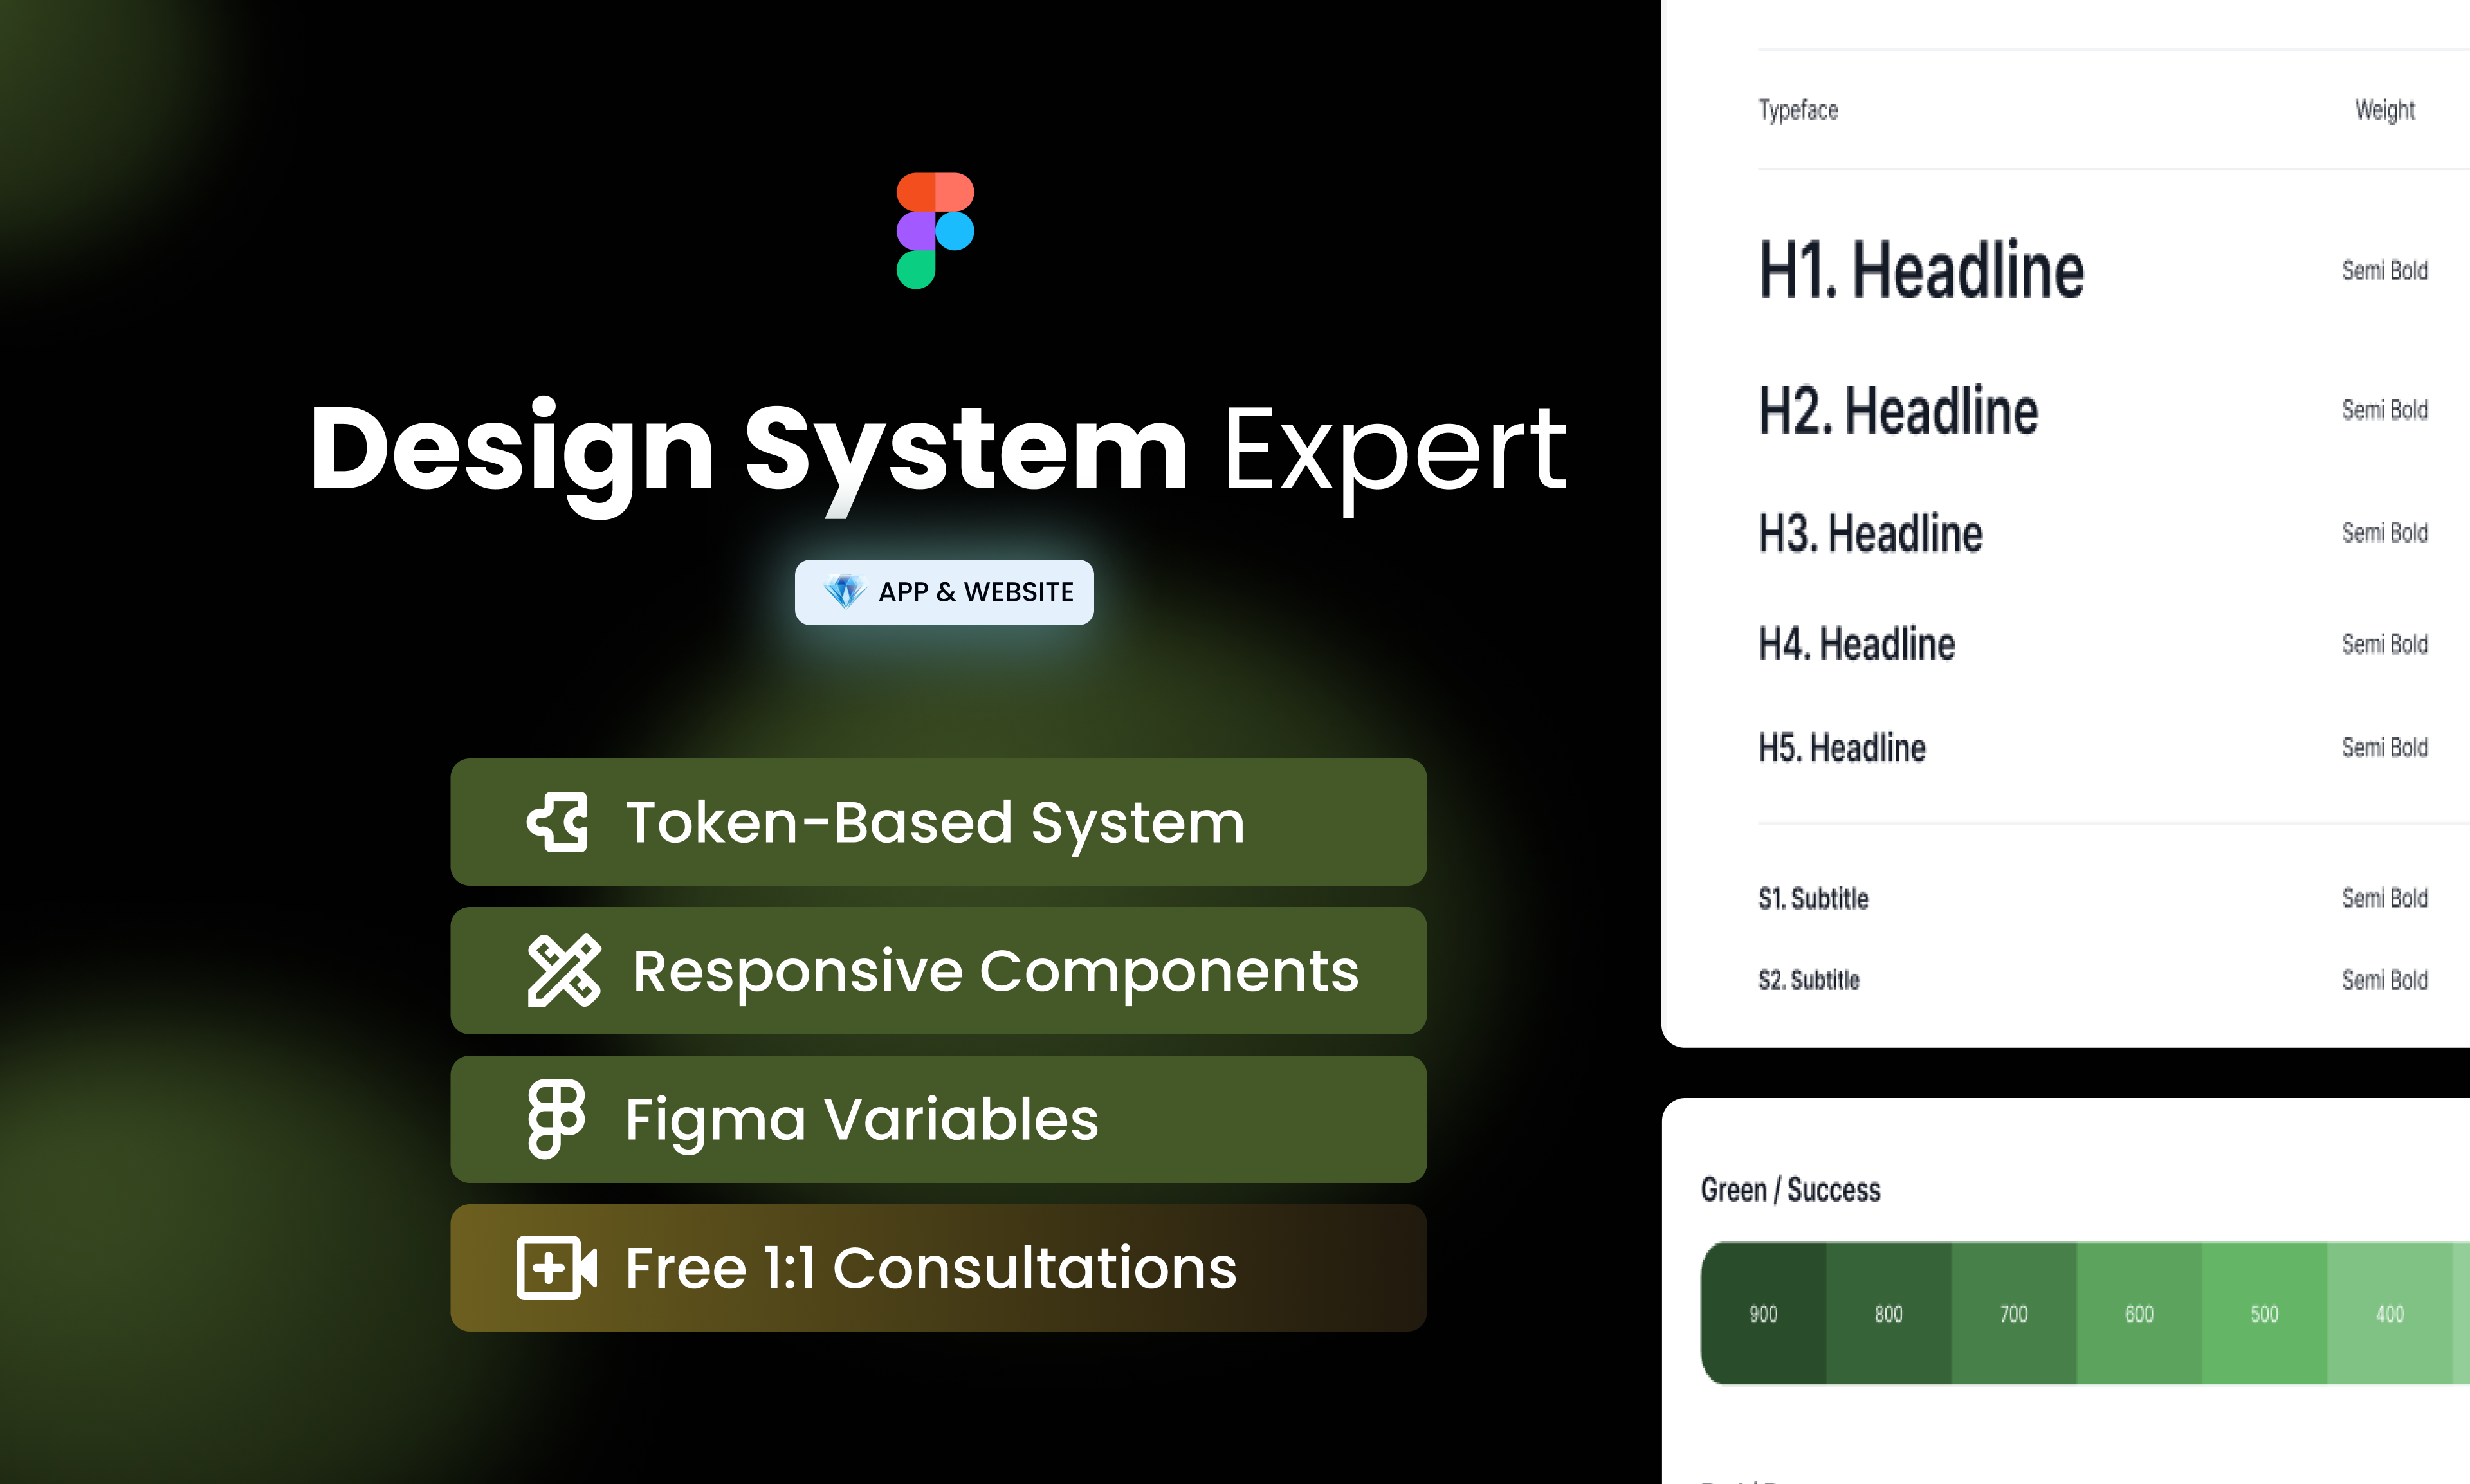 Design System Expert
APP & WEBSITE
Token-Based System
Responsive Components
Figma Variables
Free 1:1 Consultations
Typeface Weight
H1. Headline Semi Bold
H2. Headline Semi Bold
H3. Headline Semi Bold
H4. Headline Semi Bold
H5. Headline Semi Bold
S1. Subtitle Semi Bold
S2. Subtitle Semi Bold
Green / Success
900 800 700 600 500 400